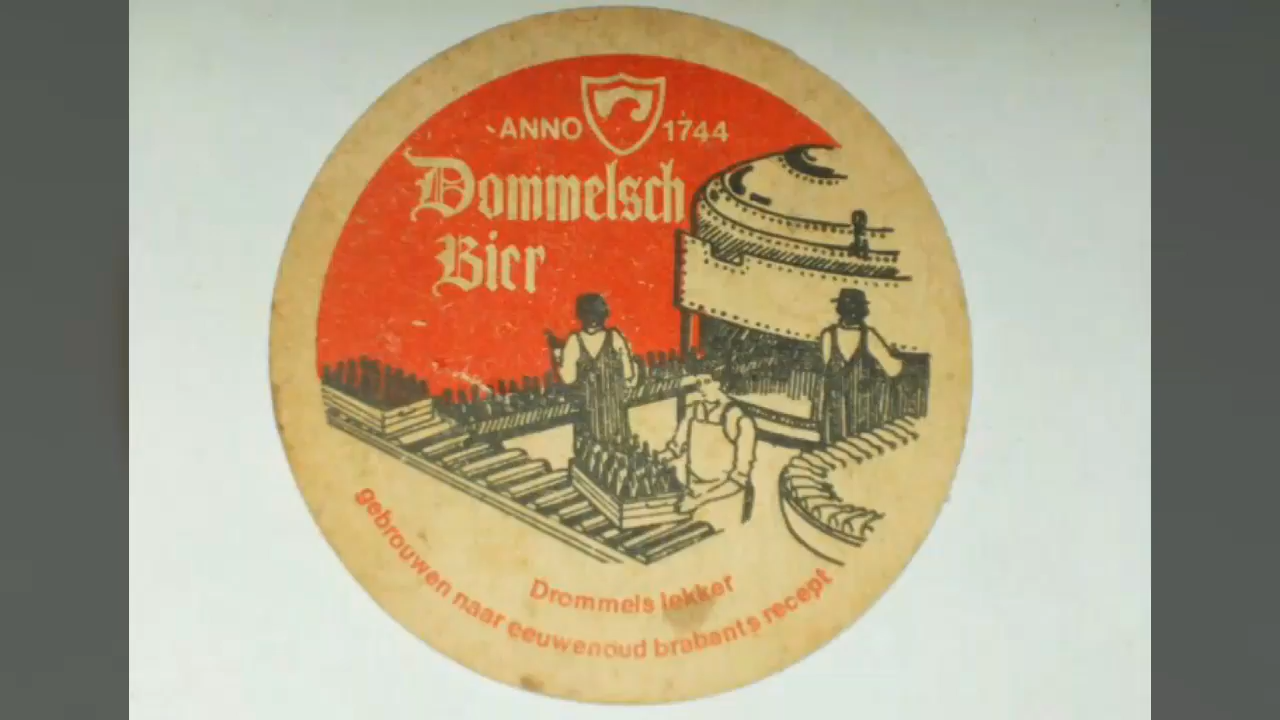 ANNO 1744
Dommelsch
Bier
Drommels lekker
gebrouwen naar eeuwenoud brabants recept